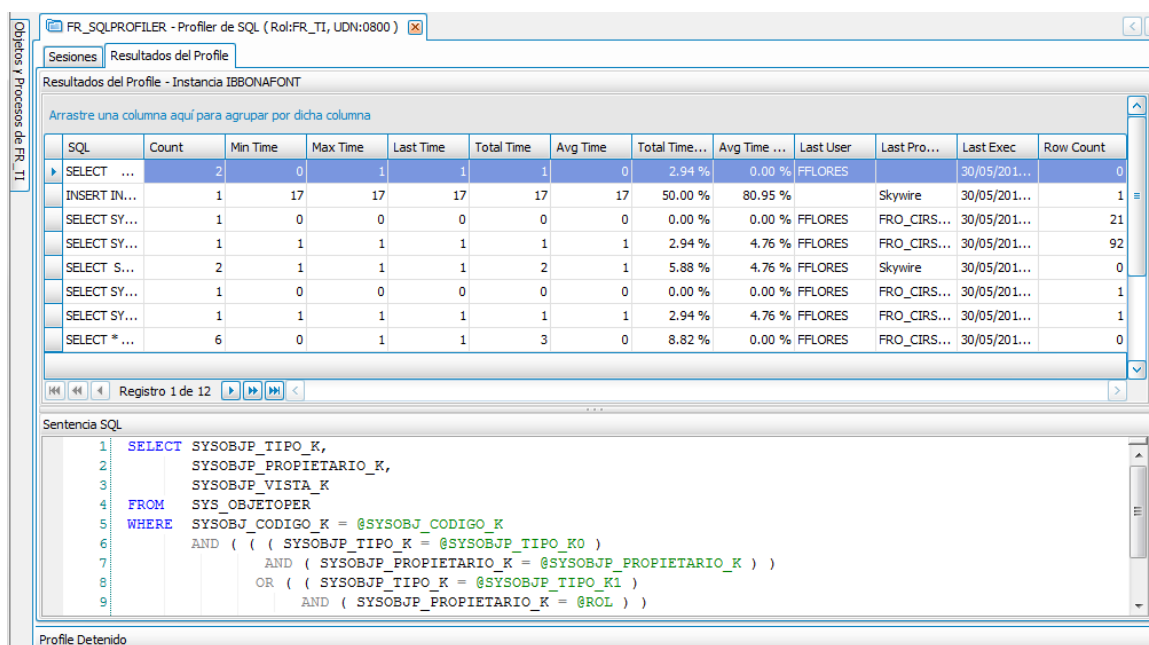 Objetos y Procesos de FR_TI
FR_SQLPROFILER - Profiler de SQL ( Rol:FR_TI, UDN:0800 )
Sesiones Resultados del Profile
Resultados del Profile - Instancia IBBONAFONT
Arrastre una columna aquí para agrupar por dicha columna
SQL Count Min Time Max Time Last Time Total Time Avg Time Total Time... Avg Time ... Last User Last Pro... Last Exec Row Count
SELECT ... 2 0 1 1 1 0 2.94 % 0.00 % FFLORES 30/05/201... 0
INSERT IN... 1 17 17 17 17 17 50.00 % 80.95 % Skywire 30/05/201... 1
SELECT SY... 1 0 0 0 0 0 0.00 % 0.00 % FFLORES FRO_CIRS... 30/05/201... 21
SELECT SY... 1 1 1 1 1 1 2.94 % 4.76 % FFLORES FRO_CIRS... 30/05/201... 92
SELECT S... 2 1 1 1 2 1 5.88 % 4.76 % FFLORES Skywire 30/05/201... 0
SELECT SY... 1 0 0 0 0 0 0.00 % 0.00 % FFLORES FRO_CIRS... 30/05/201... 1
SELECT SY... 1 1 1 1 1 1 2.94 % 4.76 % FFLORES FRO_CIRS... 30/05/201... 1
SELECT * ... 6 0 1 1 3 0 8.82 % 0.00 % FFLORES FRO_CIRS... 30/05/201... 0
Registro 1 de 12
Sentencia SQL
1 SELECT SYSOBJP_TIPO_K,
2 SYSOBJP_PROPIETARIO_K,
3 SYSOBJP_VISTA_K
4 FROM SYS_OBJETOPER
5 WHERE SYSOBJ_CODIGO_K = @SYSOBJ_CODIGO_K
6 AND ( ( ( SYSOBJP_TIPO_K = @SYSOBJP_TIPO_K0 )
7 AND ( SYSOBJP_PROPIETARIO_K = @SYSOBJP_PROPIETARIO_K ) )
8 OR ( ( SYSOBJP_TIPO_K = @SYSOBJP_TIPO_K1 )
9 AND ( SYSOBJP_PROPIETARIO_K = @ROL ) )
Profile Detenido